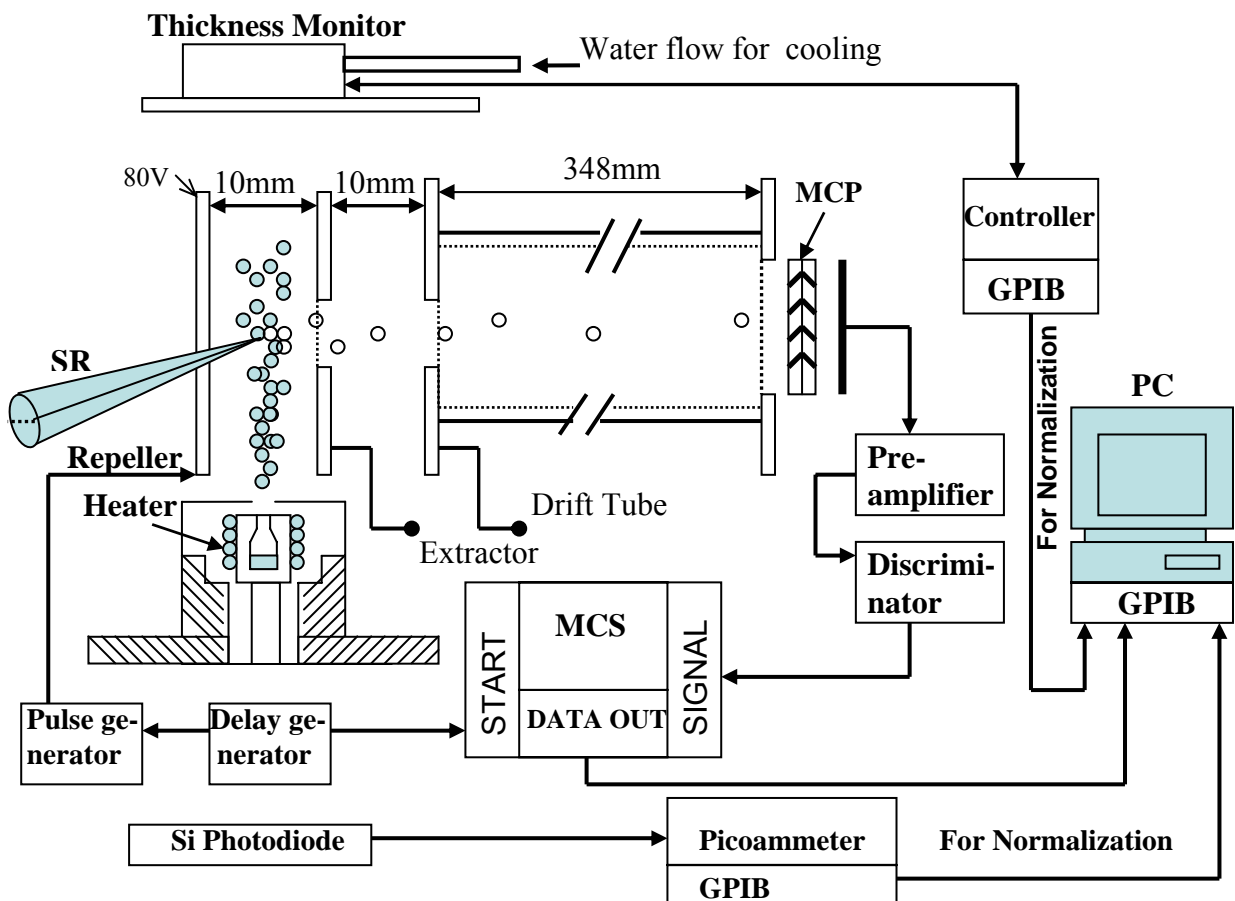 Thickness Monitor
Water flow for cooling
80V
10mm
10mm
348mm
MCP
Controller
GPIB
SR
For Normalization
PC
Repeller
Pre-
amplifier
Heater
Drift Tube
Extractor
Discrimi-
nator
GPIB
START
MCS
SIGNAL
DATA OUT
Pulse ge-
nerator
Delay ge-
nerator
Si Photodiode
Picoammeter
For Normalization
GPIB